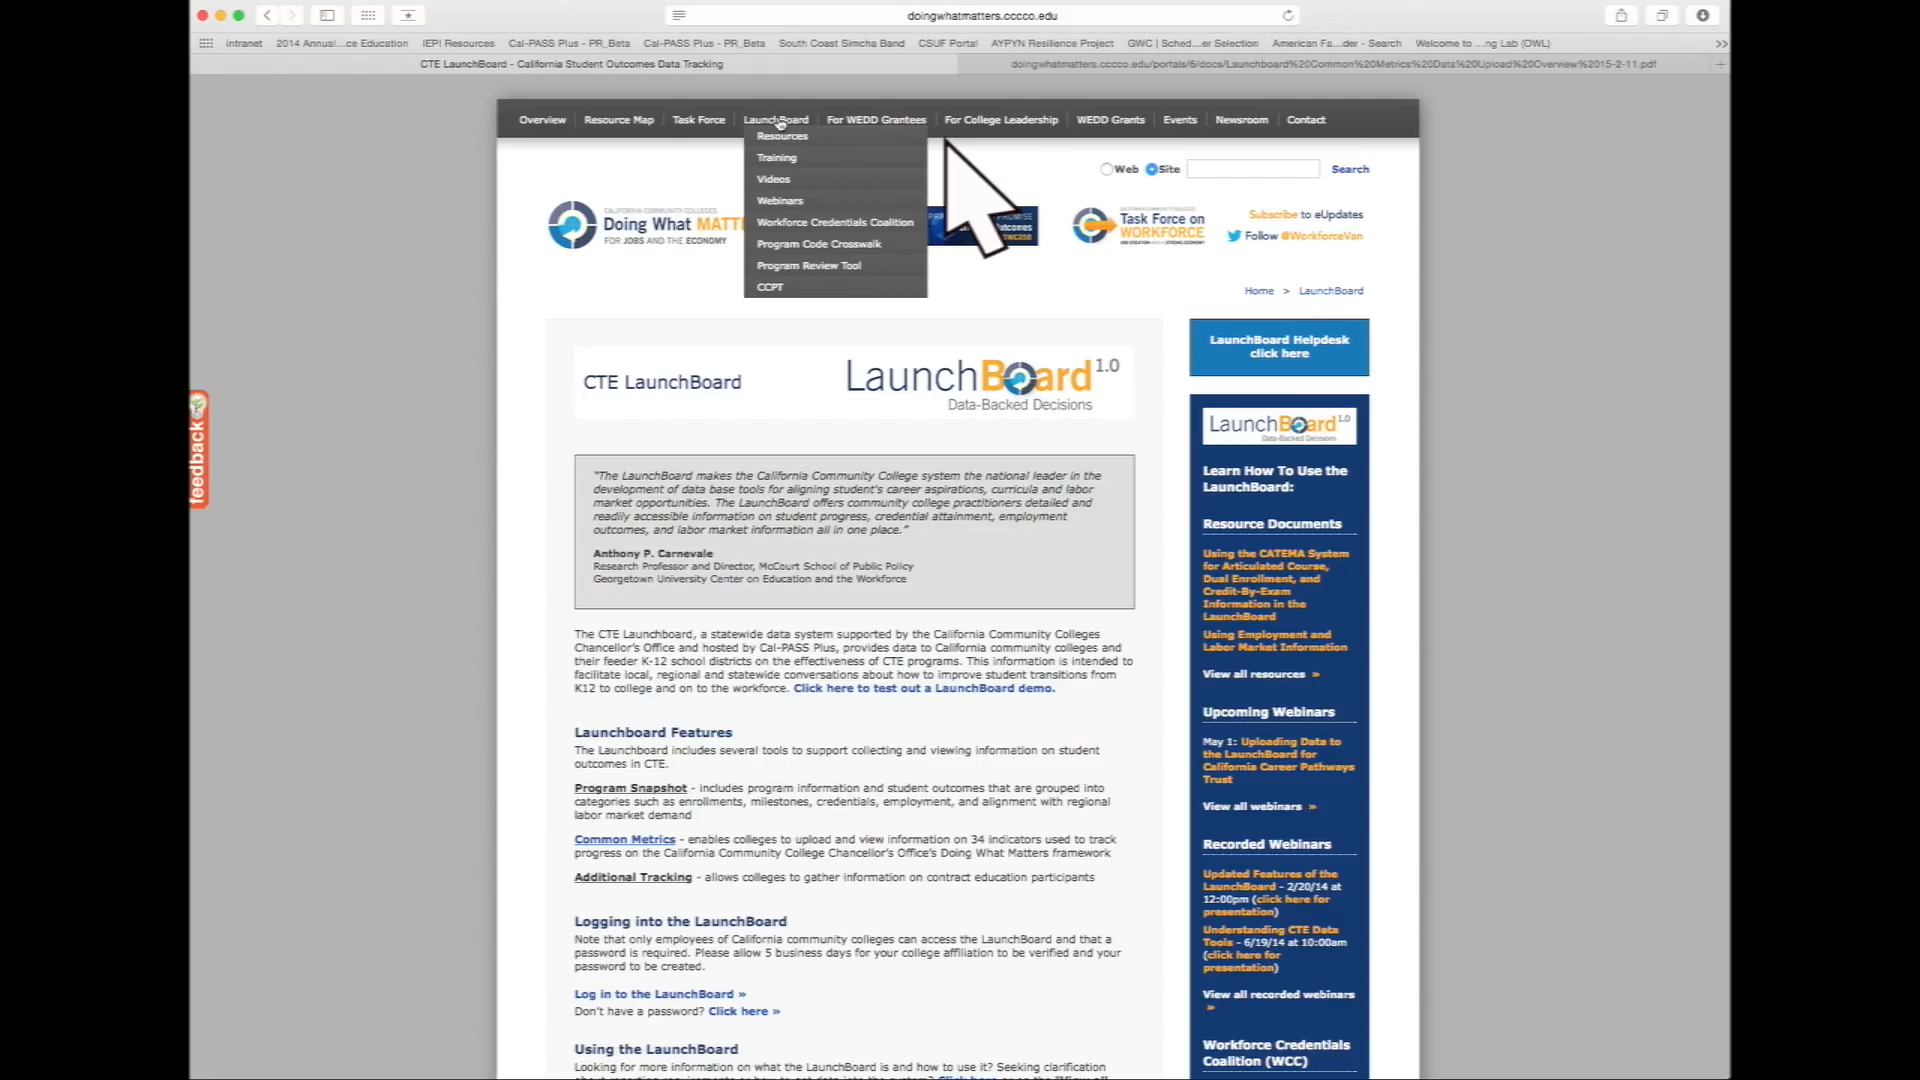 doingwhatmatters.cccco.edu
Intranet
2014 Annual...ce Education
IEPI Resources
Cal-PASS Plus - PR_Beta
Cal-PASS Plus - PR_Beta
South Coast Simcha Band
CSUF Portal
AYPYN Resilience Project
GWC | Sched...er Selection
American Fa...der - Search
Welcome to ...ng Lab (OWL)
CTE LaunchBoard - California Student Outcomes Data Tracking
doingwhatmatters.cccco.edu/portals/6/docs/Launchboard%20Common%20Metrics%20Data%20Upload%20Overview%2015-2-11.pdf
Overview
Resource Map
Task Force
LaunchBoard
For WEDD Grantees
For College Leadership
WEDD Grants
Events
Newsroom
Contact
Resources
Training
Videos
Webinars
Workforce Credentials Coalition
Program Code Crosswalk
Program Review Tool
CCPT
Web
Site
Search
CALIFORNIA COMMUNITY COLLEGES
Doing What MATT
FOR JOBS AND THE ECONOMY
Task Force on
WORKFORCE
Subscribe to eUpdates
Follow @WorkforceVan
Home > LaunchBoard
CTE LaunchBoard
LaunchBoard 1.0
Data-Backed Decisions
"The LaunchBoard makes the California Community College system the national leader in the
development of data base tools for aligning student's career aspirations, curricula and labor
market opportunities. The LaunchBoard offers community college practitioners detailed and
readily accessible information on student progress, credential attainment, employment
outcomes, and labor market information all in one place."
Anthony P. Carnevale
Research Professor and Director, McCourt School of Public Policy
Georgetown University Center on Education and the Workforce
The CTE Launchboard, a statewide data system supported by the California Community Colleges
Chancellor's Office and hosted by Cal-PASS Plus, provides data to California community colleges and
their feeder K-12 school districts on the effectiveness of CTE programs. This information is intended to
facilitate local, regional and statewide conversations about how to improve student transitions from
K12 to college and on to the workforce. Click here to test out a LaunchBoard demo.
Launchboard Features
The Launchboard includes several tools to support collecting and viewing information on student
outcomes in CTE.
Program Snapshot - includes program information and student outcomes that are grouped into
categories such as enrollments, milestones, credentials, employment, and alignment with regional
labor market demand
Common Metrics - enables colleges to upload and view information on 34 indicators used to track
progress on the California Community College Chancellor's Office's Doing What Matters framework
Additional Tracking - allows colleges to gather information on contract education participants
Logging into the LaunchBoard
Note that only employees of California community colleges can access the LaunchBoard and that a
password is required. Please allow 5 business days for your college affiliation to be verified and your
password to be created.
Log in to the LaunchBoard »
Don't have a password? Click here »
Using the LaunchBoard
Looking for more information on what the LaunchBoard is and how to use it? Seeking clarification
feedback
LaunchBoard Helpdesk
click here
LaunchBoard 1.0
Data-Backed Decisions
Learn How To Use the
LaunchBoard:
Resource Documents
Using the CATEMA System
for Articulated Course,
Dual Enrollment, and
Credit-By-Exam
Information in the
LaunchBoard
Using Employment and
Labor Market Information
View all resources »
Upcoming Webinars
May 1: Uploading Data to
the LaunchBoard for
California Career Pathways
Trust
View all webinars »
Recorded Webinars
Updated Features of the
LaunchBoard - 2/20/14 at
12:00pm (click here for
presentation)
Understanding CTE Data
Tools - 6/19/14 at 10:00am
(click here for
presentation)
View all recorded webinars
»
Workforce Credentials
Coalition (WCC)